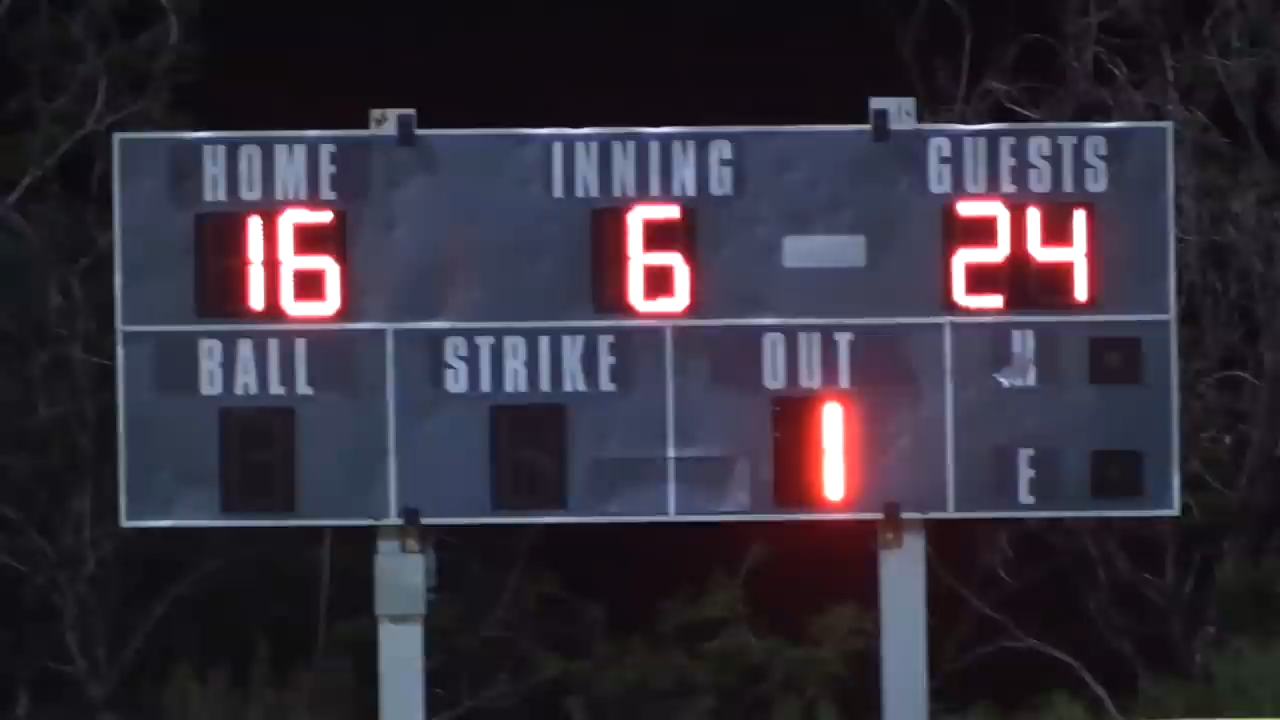 HOME INNING GUESTS
16 6 24
BALL STRIKE OUT H
1
E